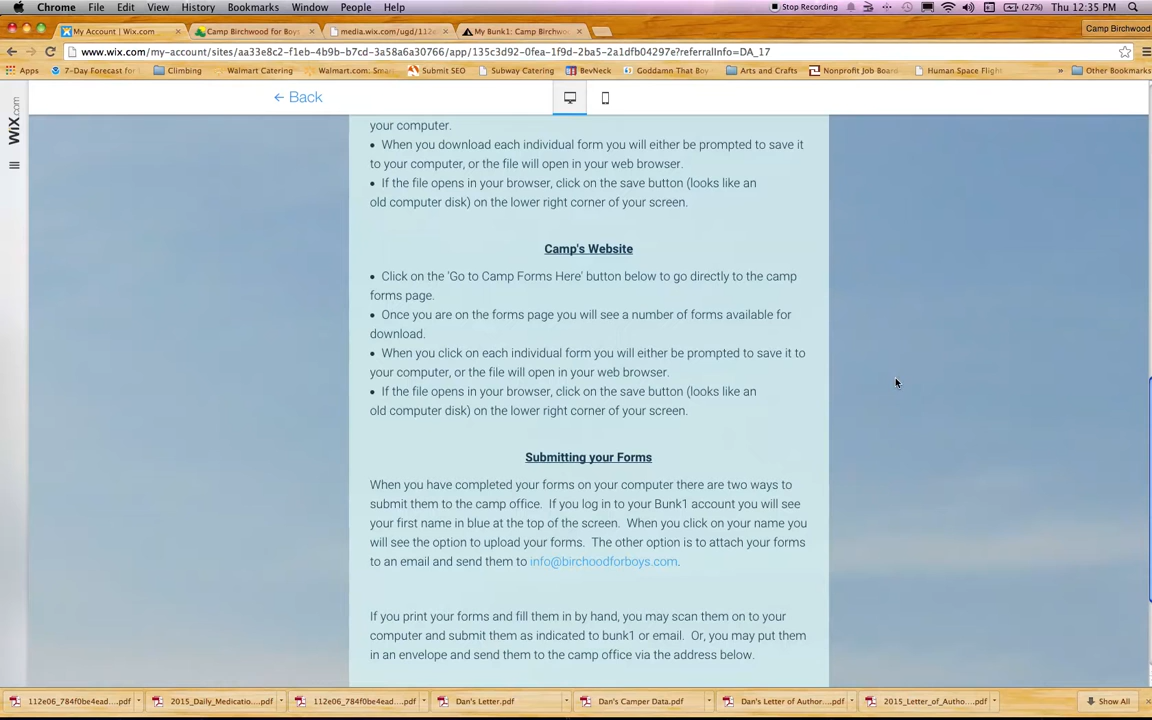 Chrome File Edit View History Bookmarks Window People Help Stop Recording (27%) Thu 12:35 PM
My Account | Wix.com Camp Birchwood for Boys media.wix.com/ugd/112e My Bunk1: Camp Birchwo Camp Birchwood
www.wix.com/my-account/sites/aa33e8c2-f1eb-4b9b-b7cd-3a58a6a30766/app/135c3d92-0fea-1f9d-2ba5-2a1dfb04297e?referralInfo=DA_17
Apps 7-Day Forecast for Climbing Walmart Catering Walmart.com: Sma Submit SEO Subway Catering BevNeck Goddamn That Boy Arts and Crafts Nonprofit Job Board Human Space Flight » Other Bookmarks
WiX.com
← Back
your computer.
• When you download each individual form you will either be prompted to save it
to your computer, or the file will open in your web browser.
• If the file opens in your browser, click on the save button (looks like an
old computer disk) on the lower right corner of your screen.
Camp's Website
• Click on the 'Go to Camp Forms Here' button below to go directly to the camp
forms page.
• Once you are on the forms page you will see a number of forms available for
download.
• When you click on each individual form you will either be prompted to save it to
your computer, or the file will open in your web browser.
• If the file opens in your browser, click on the save button (looks like an
old computer disk) on the lower right corner of your screen.
Submitting your Forms
When you have completed your forms on your computer there are two ways to
submit them to the camp office. If you log in to your Bunk1 account you will see
your first name in blue at the top of the screen. When you click on your name you
will see the option to upload your forms. The other option is to attach your forms
to an email and send them to info@birchoodforboys.com.
If you print your forms and fill them in by hand, you may scan them on to your
computer and submit them as indicated to bunk1 or email. Or, you may put them
in an envelope and send them to the camp office via the address below.
112e06_784f0be4ead....pdf 2015_Daily_Medicatio....pdf 112e06_784f0be4ead....pdf Dan's Letter.pdf Dan's Camper Data.pdf Dan's Letter of Author....pdf 2015_Letter_of_Autho....pdf Show All